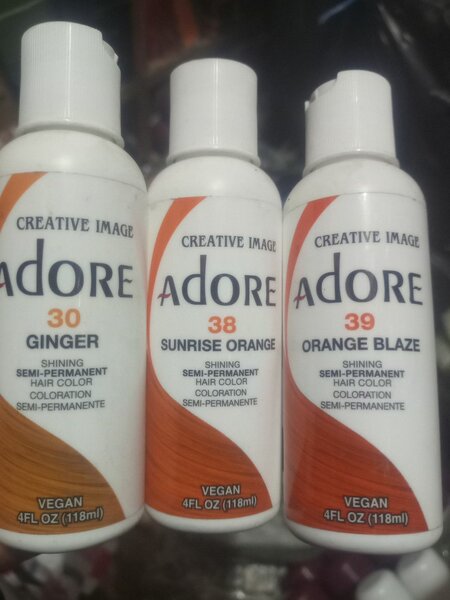 CREATIVE IMAGE
AdORE
30
GINGER
SHINING
SEMI-PERMANENT
HAIR COLOR
COLORATION
SEMI-PERMANENTE
VEGAN
4FL OZ (118ml)
CREATIVE IMAGE
AdORE
38
SUNRISE ORANGE
SHINING
SEMI-PERMANENT
HAIR COLOR
COLORATION
SEMI-PERMANENTE
VEGAN
4FL OZ (118ml)
CREATIVE IMAGE
AdORE
39
ORANGE BLAZE
SHINING
SEMI-PERMANENT
HAIR COLOR
COLORATION
SEMI-PERMANENTE
VEGAN
4FL OZ (118ml)